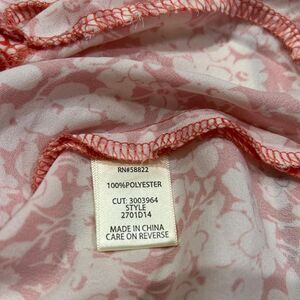 RN#58822
100%POLYESTER
CUT: 3003964
STYLE
2701D14
MADE IN CHINA
CARE ON REVERSE